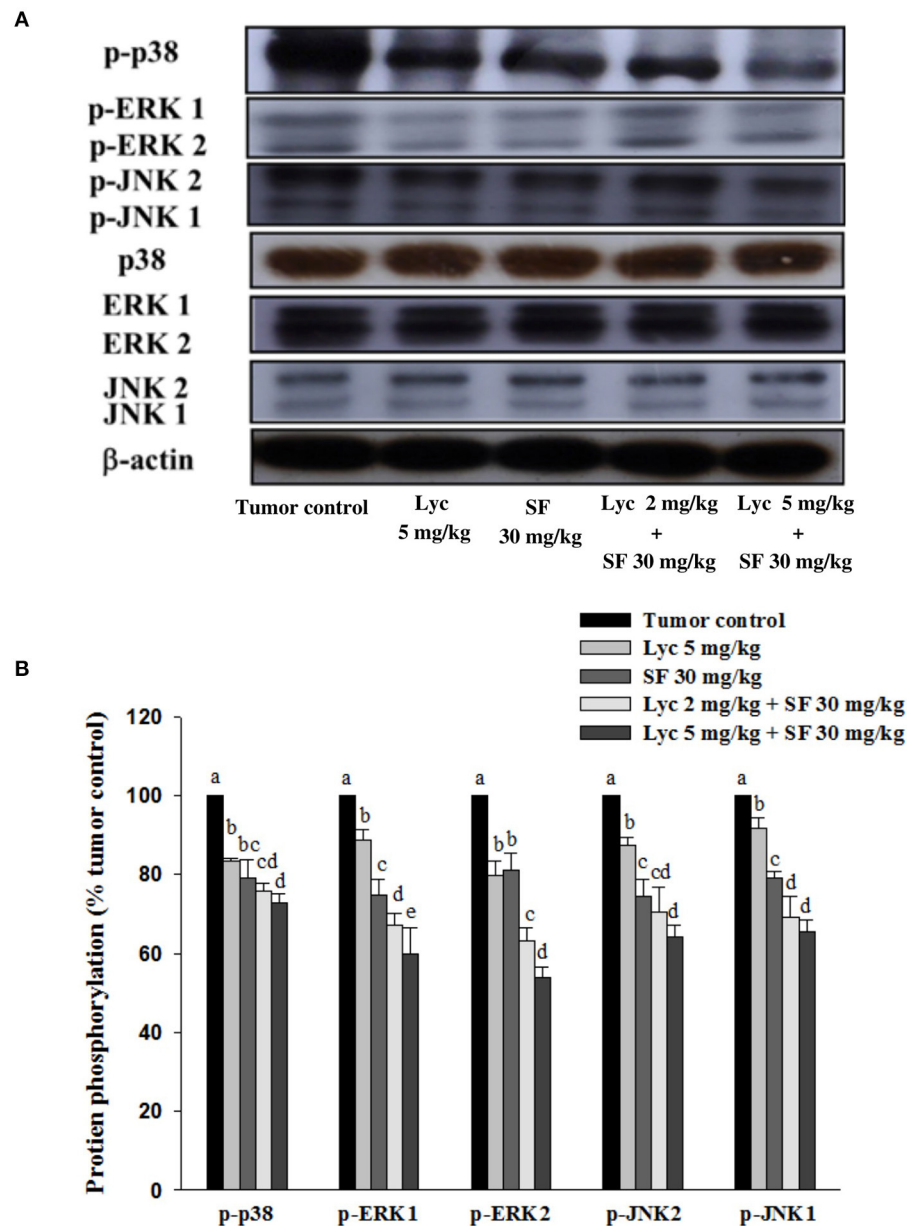 A
p-p38
p-ERK 1
p-ERK 2
p-JNK 2
p-JNK 1
p38
ERK 1
ERK 2
JNK 2
JNK 1
β-actin
Tumor control
Lyc
5 mg/kg
SF
30 mg/kg
Lyc 2 mg/kg
+
SF 30 mg/kg
Lyc 5 mg/kg
+
SF 30 mg/kg
B
Tumor control
Lyc 5 mg/kg
SF 30 mg/kg
Lyc 2 mg/kg + SF 30 mg/kg
Lyc 5 mg/kg + SF 30 mg/kg
Protien phosphorylation (% tumor control)
120
100
80
60
40
20
0
a
b
bc
cd
d
a
b
c
d
e
a
b
b
c
d
a
b
c
cd
d
a
b
c
d
d
p-p38
p-ERK1
p-ERK2
p-JNK2
p-JNK1